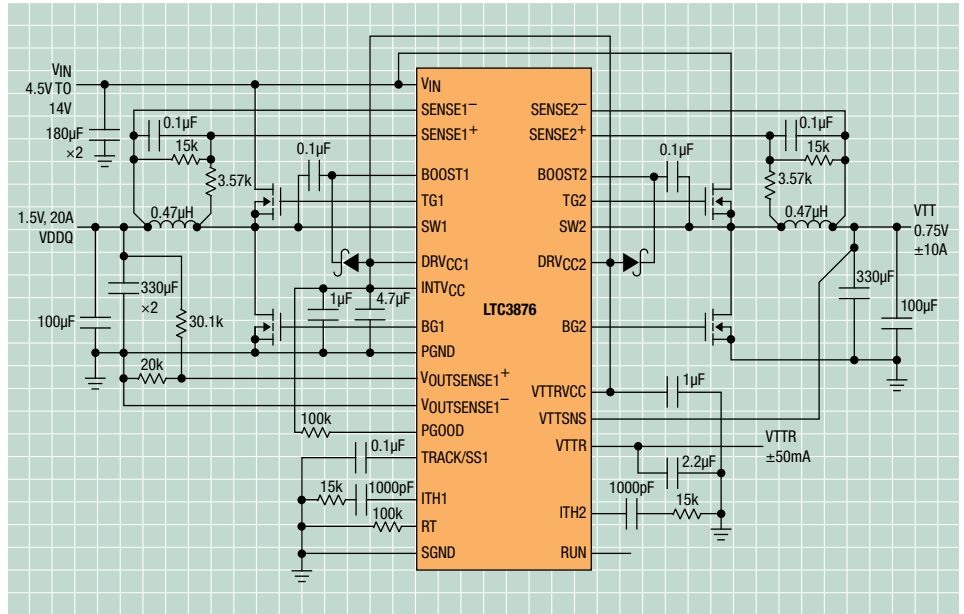 VIN
4.5V TO
14V
180µF
×2
0.1µF
15k
3.57k
0.47µH
1.5V, 20A
VDDQ
330µF
×2
100µF
30.1k
20k
100k
0.1µF
1000pF
15k
100k
0.1µF
1µF
4.7µF
VIN
SENSE1−
SENSE1+
BOOST1
TG1
SW1
DRVCC1
INTVCC
BG1
PGND
VOUTSENSE1+
VOUTSENSE1−
PGOOD
TRACK/SS1
ITH1
RT
SGND
LTC3876
SENSE2−
SENSE2+
BOOST2
TG2
SW2
DRVCC2
BG2
VTTRVCC
VTTSNS
VTTR
ITH2
RUN
0.1µF
0.1µF
15k
3.57k
0.47µH
VTT
0.75V
±10A
330µF
100µF
1µF
VTTR
±50mA
2.2µF
1000pF
15k